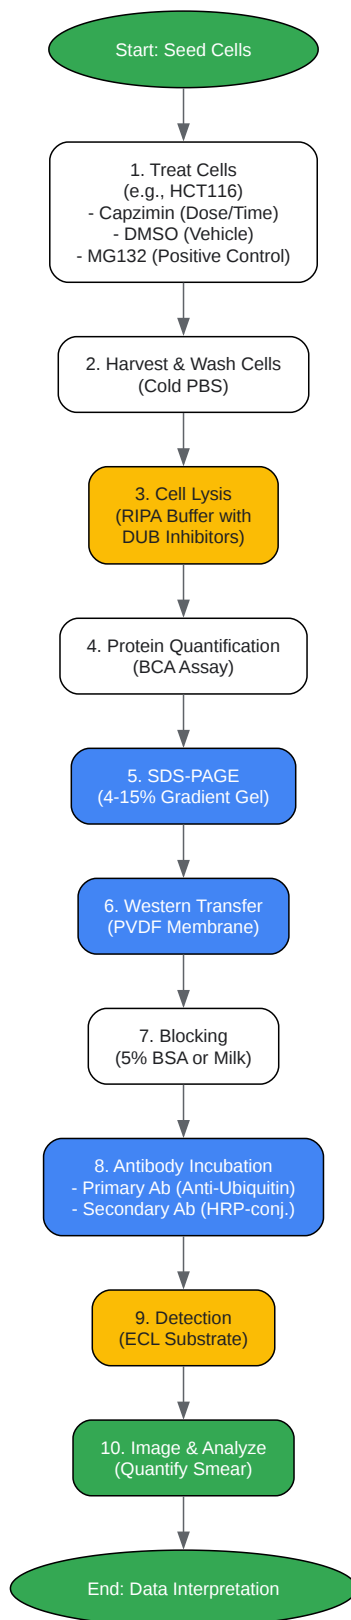 Start: Seed Cells
1. Treat Cells
(e.g., HCT116)
- Capzimin (Dose/Time)
- DMSO (Vehicle)
- MG132 (Positive Control)
2. Harvest & Wash Cells
(Cold PBS)
3. Cell Lysis
(RIPA Buffer with
DUB Inhibitors)
4. Protein Quantification
(BCA Assay)
5. SDS-PAGE
(4-15% Gradient Gel)
6. Western Transfer
(PVDF Membrane)
7. Blocking
(5% BSA or Milk)
8. Antibody Incubation
- Primary Ab (Anti-Ubiquitin)
- Secondary Ab (HRP-conj.)
9. Detection
(ECL Substrate)
10. Image & Analyze
(Quantify Smear)
End: Data Interpretation